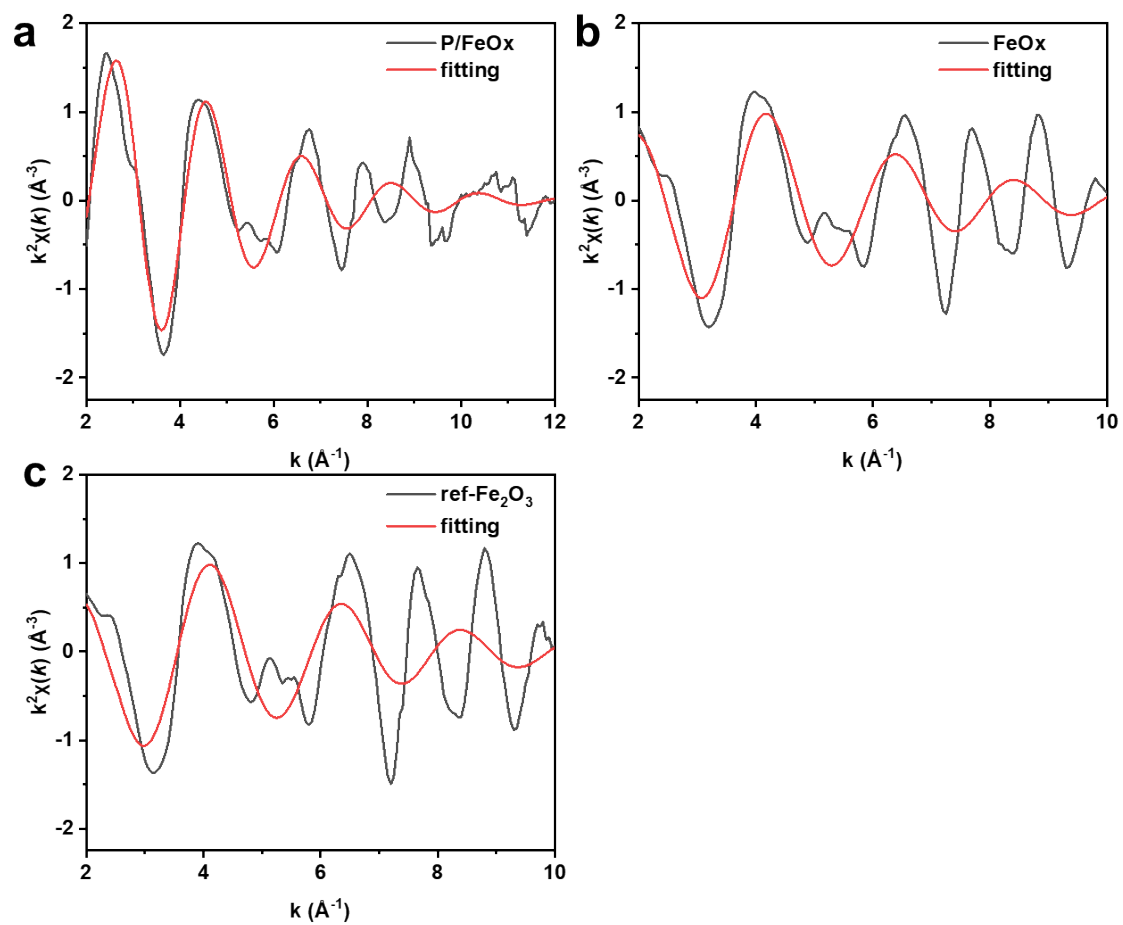 a
P/FeOx
fitting
k²χ(k) (Å⁻³)
2
1
0
-1
-2
2 4 6 8 10 12
k (Å⁻¹)
b
FeOx
fitting
k²χ(k) (Å⁻³)
2
1
0
-1
-2
2 4 6 8 10
k (Å⁻¹)
c
ref-Fe₂O₃
fitting
k²χ(k) (Å⁻³)
2
1
0
-1
-2
2 4 6 8 10
k (Å⁻¹)